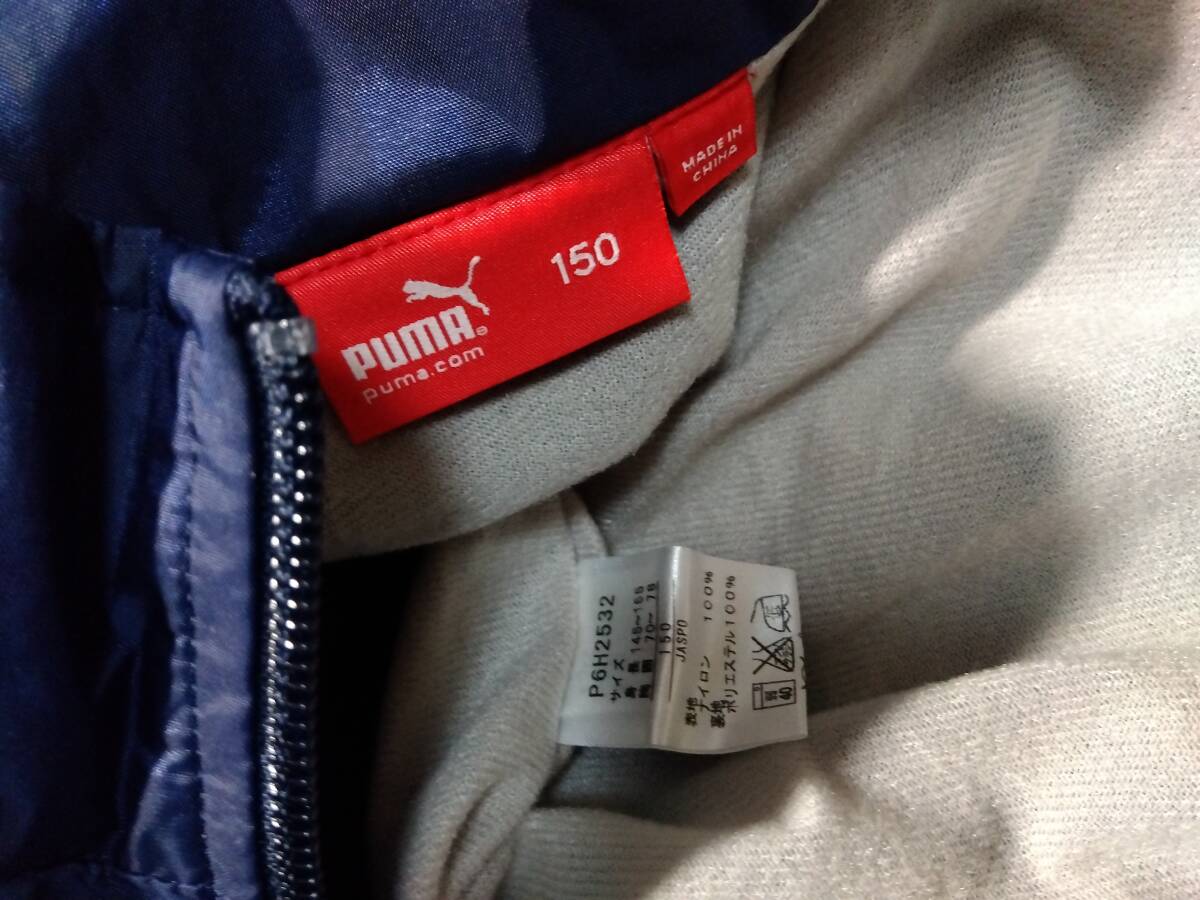 MADE IN
CHINA
150
PUMA®
puma.com
P6H2532
サイズ
身長 145~155
胸囲 70~ 78
150
JASPO
表地
ナイロン 100%
裏地
ポリエステル100%
弱
40